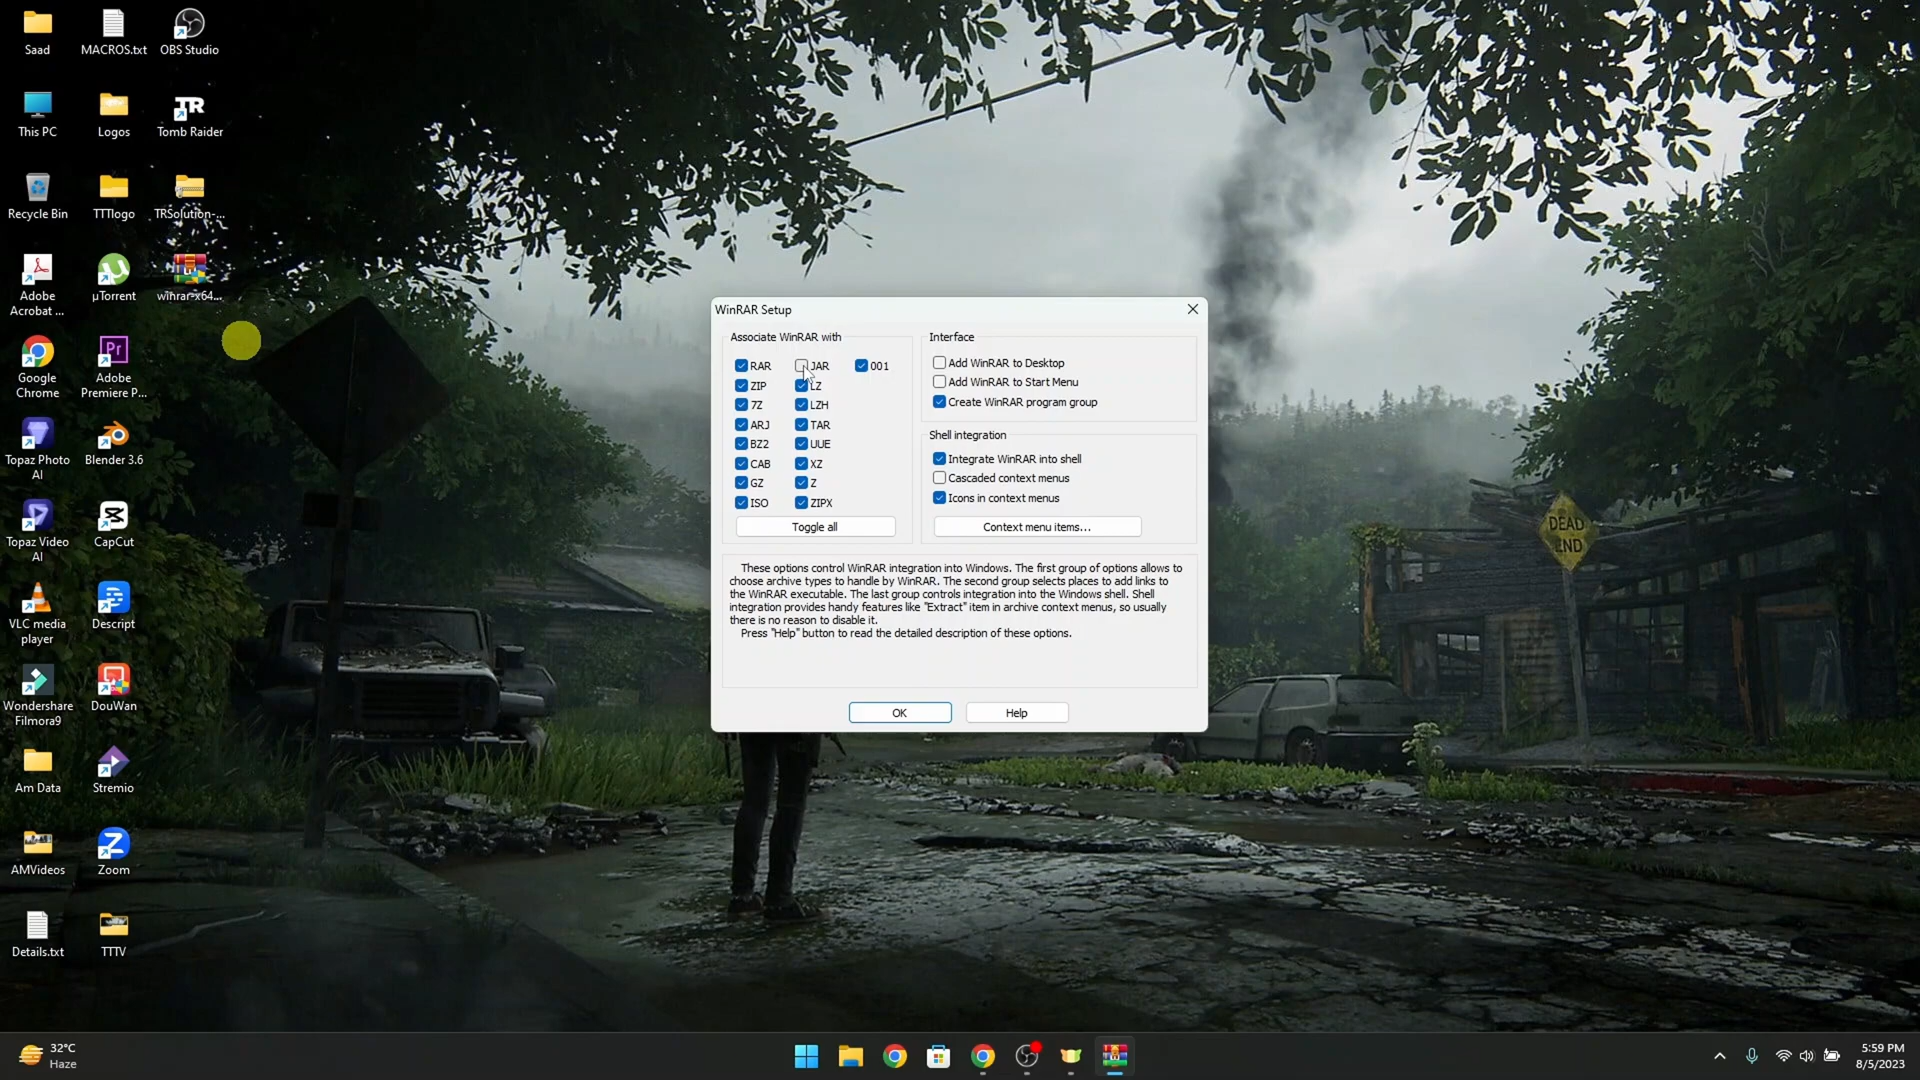 Saad
MACROS.txt
OBS Studio
This PC
Logos
TR
Tomb Raider
Recycle Bin
TTTlogo
TRSolution-...
Adobe
Acrobat ...
µTorrent
winrar-x64...
Google
Chrome
Pr
Adobe
Premiere P...
Topaz Photo
AI
Blender 3.6
Topaz Video
AI
CapCut
VLC media
player
Descript
Wondershare
Filmora9
DouWan
Am Data
Stremio
AMVideos
Zoom
Details.txt
TTTV
WinRAR Setup
Associate WinRAR with
RAR
JAR
001
ZIP
LZ
7Z
LZH
ARJ
TAR
BZ2
UUE
CAB
XZ
GZ
Z
ISO
ZIPX
Toggle all
Interface
Add WinRAR to Desktop
Add WinRAR to Start Menu
Create WinRAR program group
Shell integration
Integrate WinRAR into shell
Cascaded context menus
Icons in context menus
Context menu items...
These options control WinRAR integration into Windows. The first group of options allows to
choose archive types to handle by WinRAR. The second group selects places to add links to
the WinRAR executable. The last group controls integration into the Windows shell. Shell
integration provides handy features like "Extract" item in archive context menus, so usually
there is no reason to disable it.
Press "Help" button to read the detailed description of these options.
OK
Help
DEAD
END
32°C
Haze
5:59 PM
8/5/2023